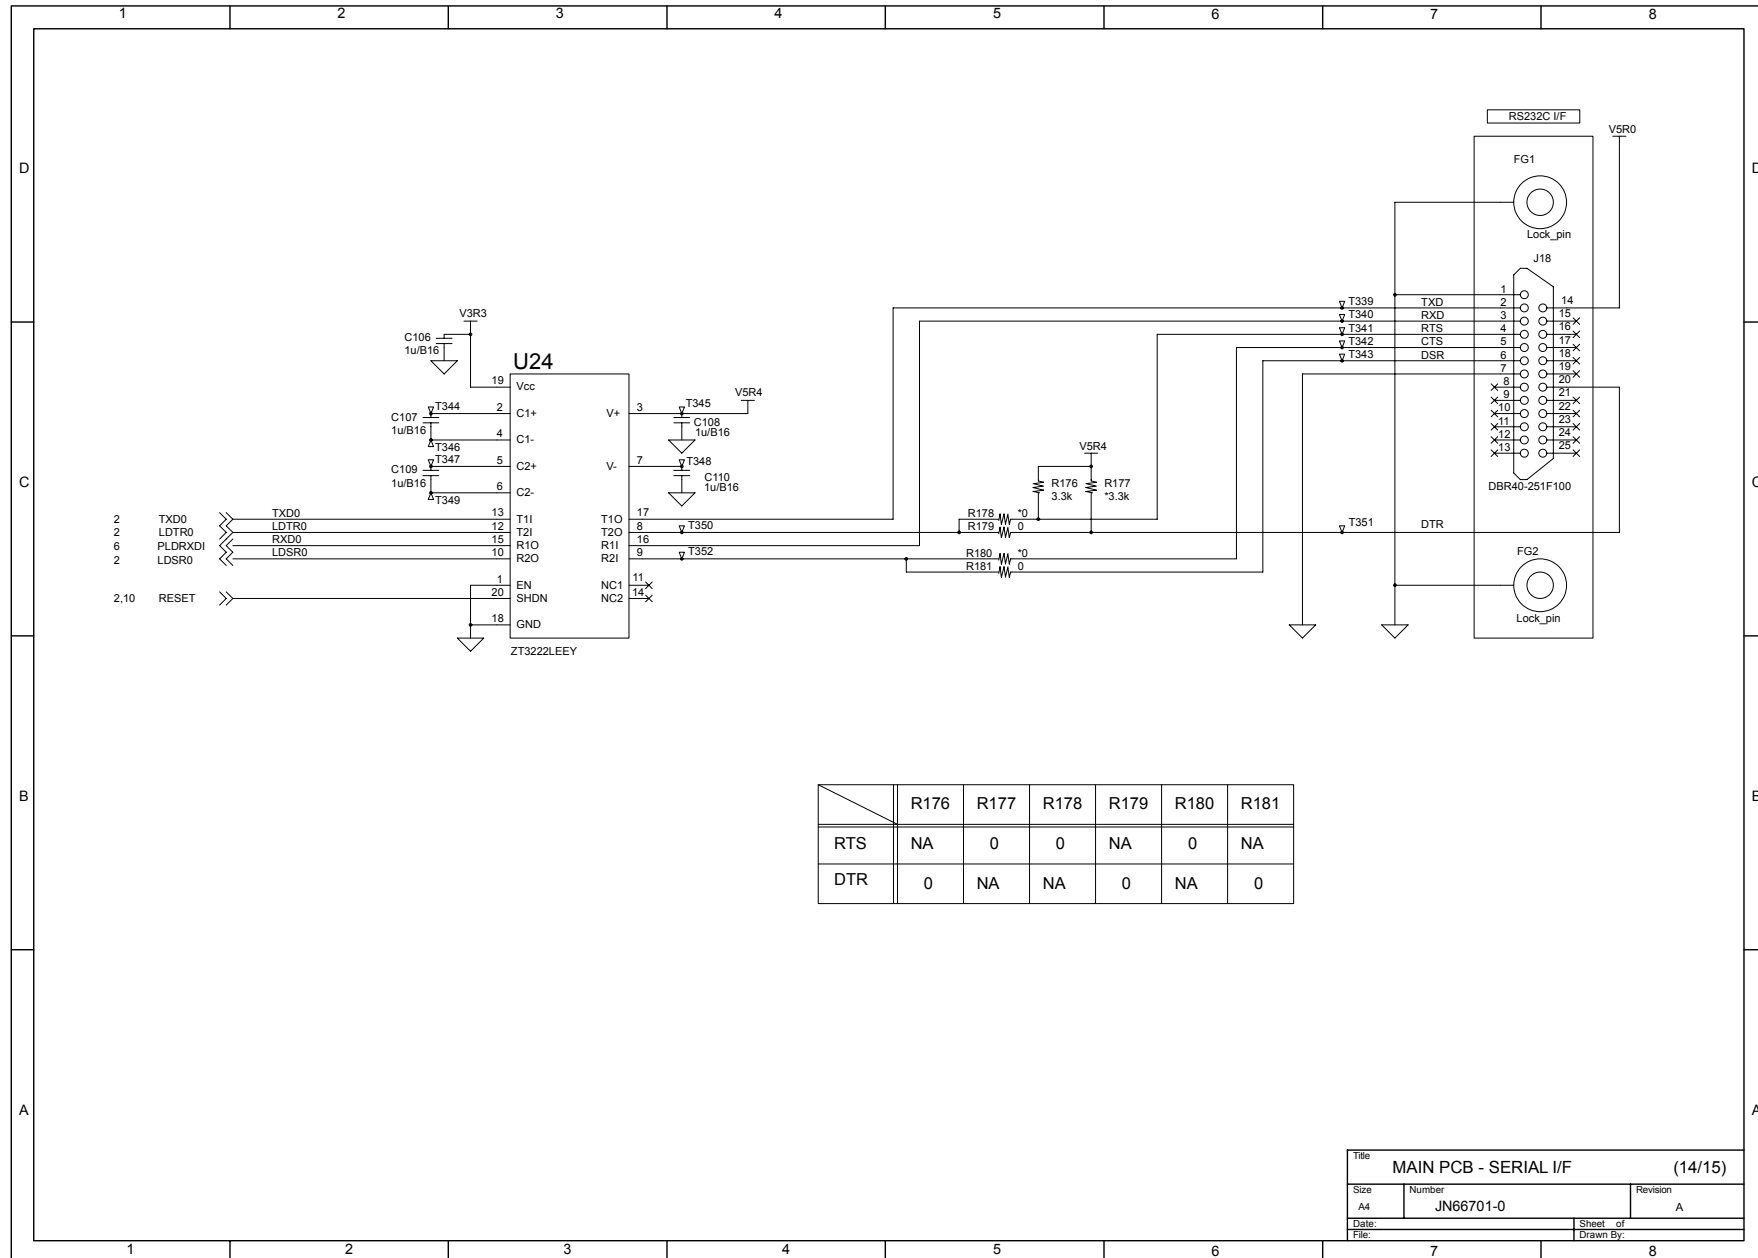 1 2 3 4 5 6 7 8
D D
RS232C I/F
V5R0
FG1
Lock_pin
J18
1
T339 TXD 2 14
T340 RXD 3 15
T341 RTS 4 16
T342 CTS 5 17
T343 DSR 6 18
7 19
8 20
9 21
10 22
11 23
12 24
13 25
DBR40-251F100
V3R3
C106
1u/B16
U24
19 Vcc
T344 2 C1+ V+ 3 T345 V5R4
C107
1u/B16
C108
1u/B16
4 C1-
T346
T347 5 C2+ V- 7 T348
C109
1u/B16
C110
1u/B16
6 C2-
T349
C C
V5R4
R176
3.3k
R177
*3.3k
2 TXD0 TXD0 13 T1I T1O 17
R178 *0
2 LDTR0 LDTR0 12 T2I T2O 8 T350 R179 0 T351 DTR
6 PLDRXDI RXD0 15 R1O R1I 16
2 LDSR0 LDSR0 10 R2O R2I 9 T352 R180 *0
R181 0
1 EN NC1 11
2,10 RESET 20 SHDN NC2 14
18 GND
ZT3222LEEY
FG2
Lock_pin
B B
R176 R177 R178 R179 R180 R181
RTS NA 0 0 NA 0 NA
DTR 0 NA NA 0 NA 0
A A
Title
MAIN PCB - SERIAL I/F (14/15)
Size Number Revision
A4 JN66701-0 A
Date: Sheet of
File: Drawn By:
1 2 3 4 5 6 7 8